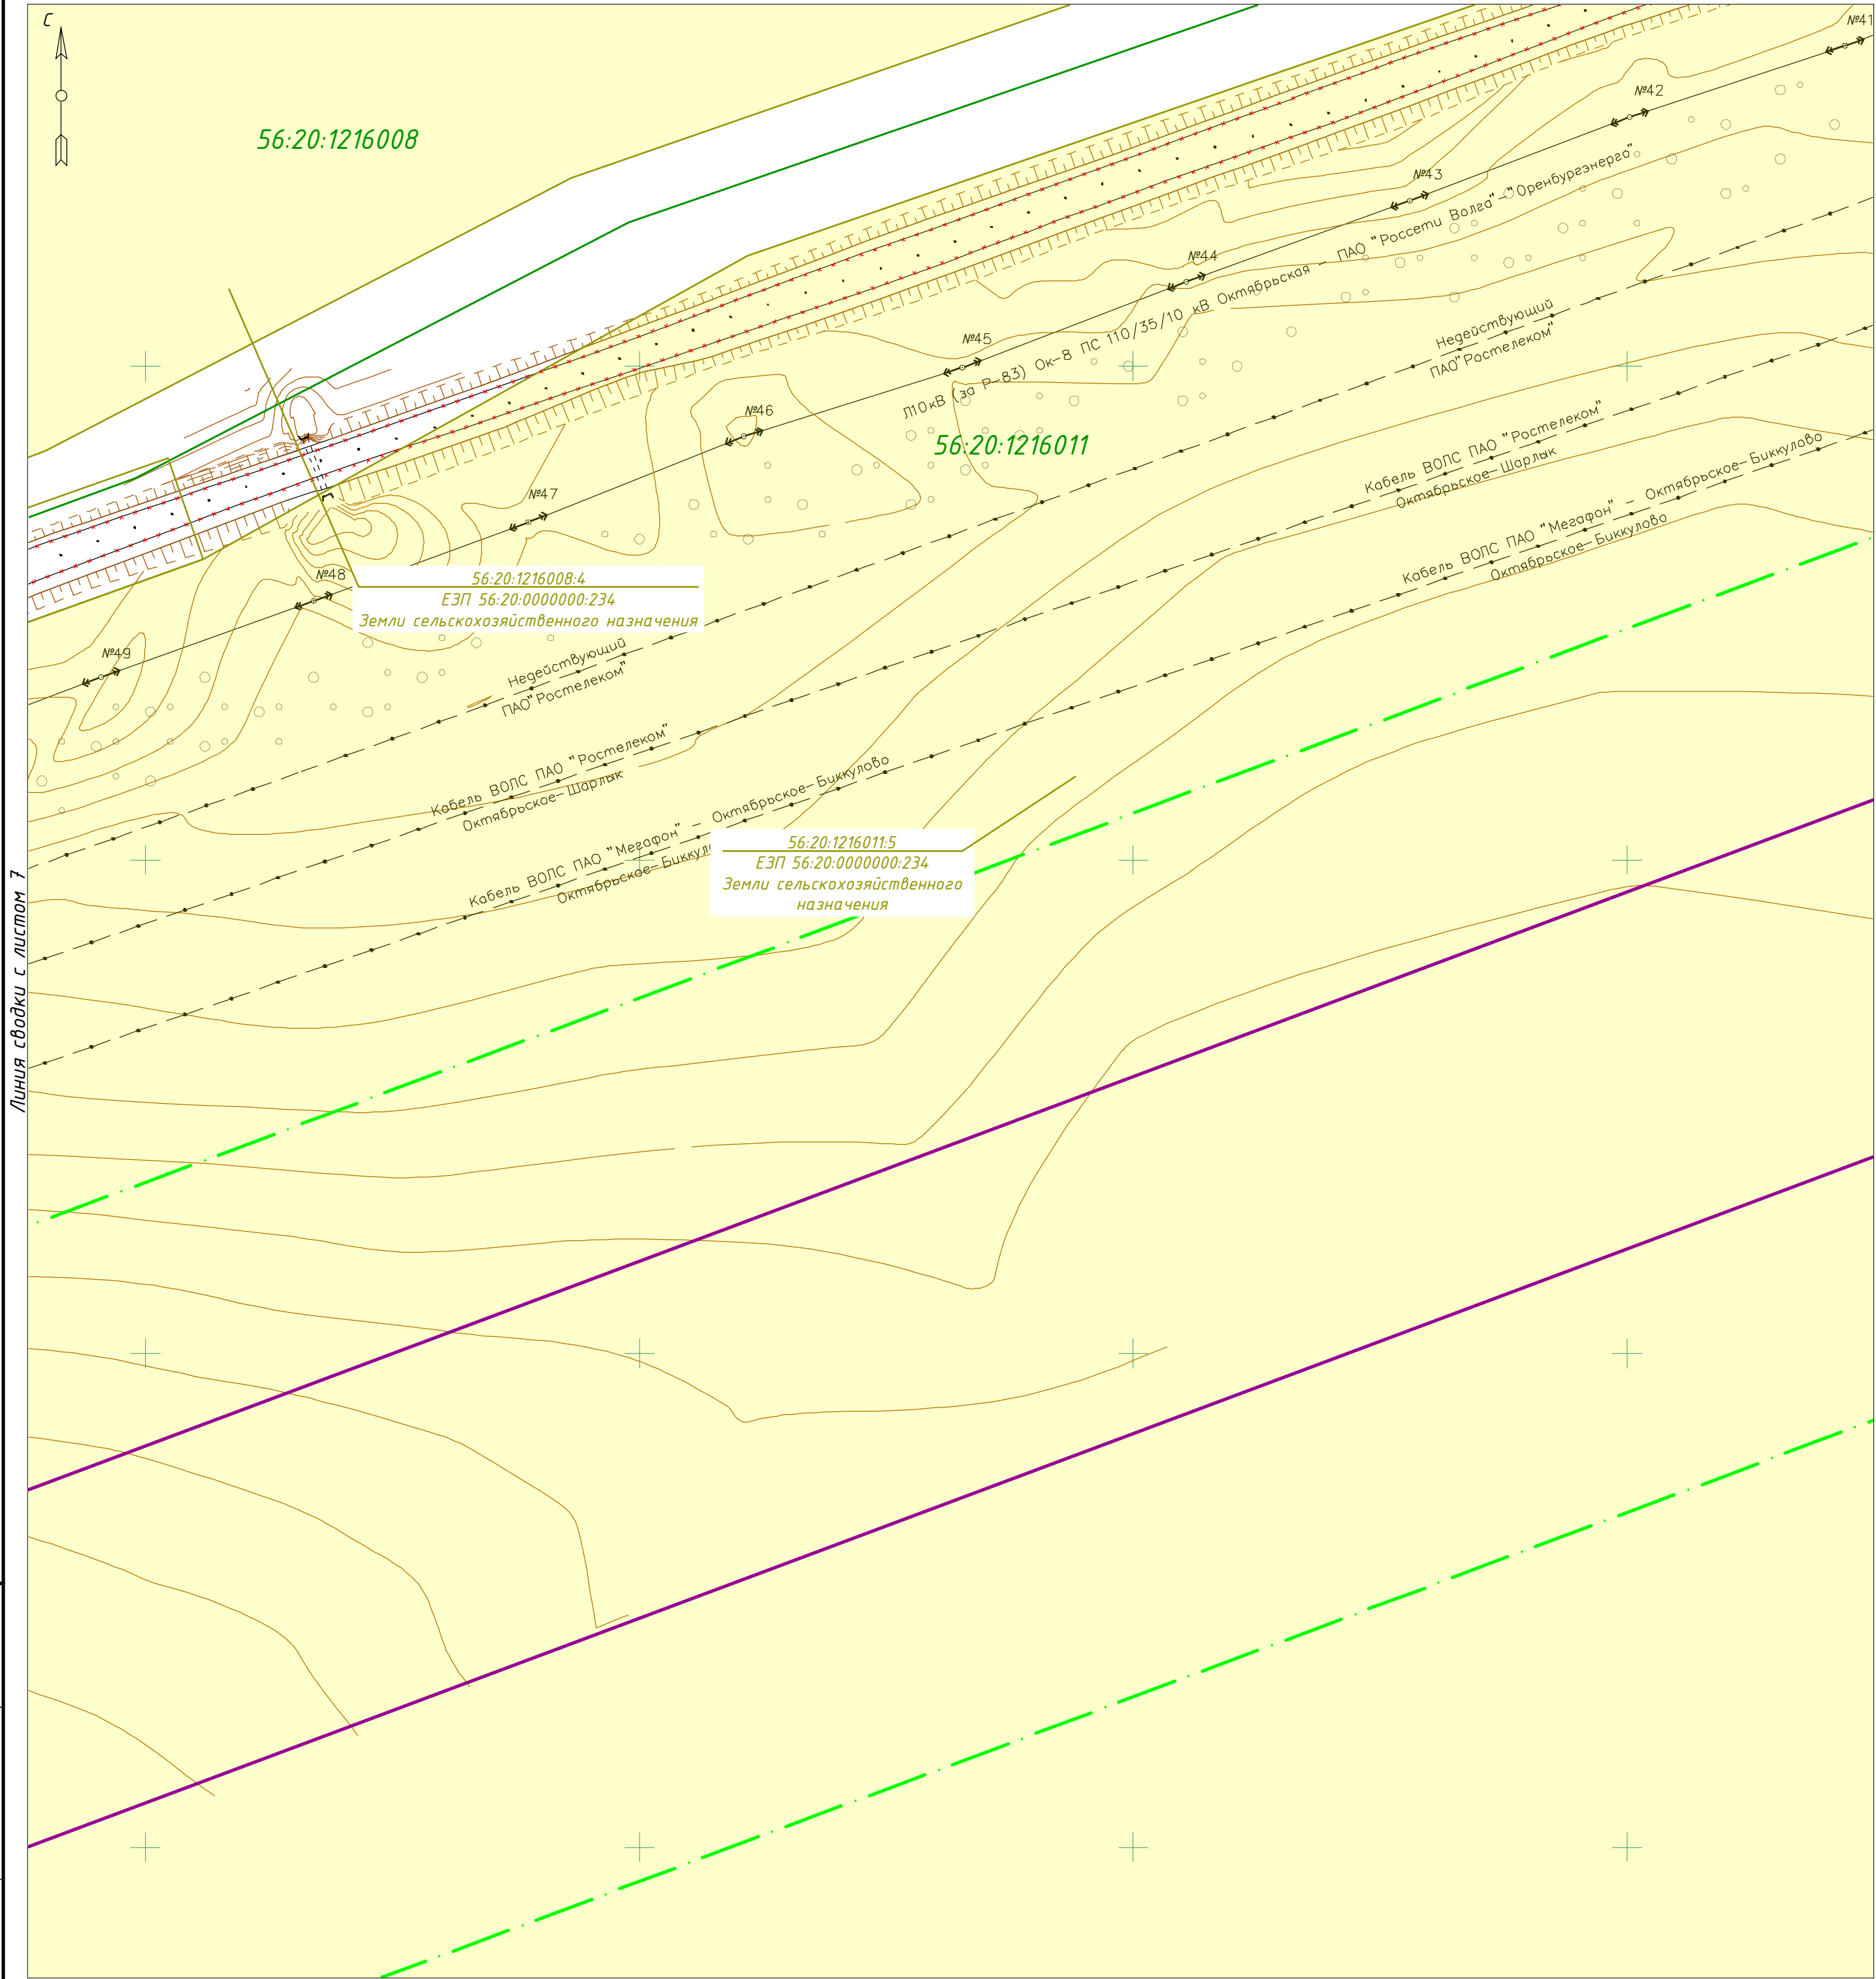 С
№41
№42
56:20:1216008
№43
Л10кВ (за Р-83) Ок-8 ПС 110/35/10 кВ Октябрьская - ПАО "Россети Волга"-"Оренбургэнерго"
№44
№45
Недействующий
ПАО"Ростелеком"
№46
56:20:1216011
Кабель ВОЛС ПАО "Ростелеком"
Октябрьское-Шарлык
Кабель ВОЛС ПАО "Мегафон" - Октябрьское-Биккулово
Октябрьское-Биккулово
№47
№48
56:20:1216008:4
ЕЗП 56:20:0000000:234
Земли сельскохозяйственного назначения
№49
Недействующий
ПАО"Ростелеком"
Кабель ВОЛС ПАО "Ростелеком"
Октябрьское-Шарлык
Кабель ВОЛС ПАО "Мегафон" - Октябрьское-Биккулово
Октябрьское-Биккуло
56:20:1216011:5
ЕЗП 56:20:0000000:234
Земли сельскохозяйственного
назначения
Линия сводки с листом 7